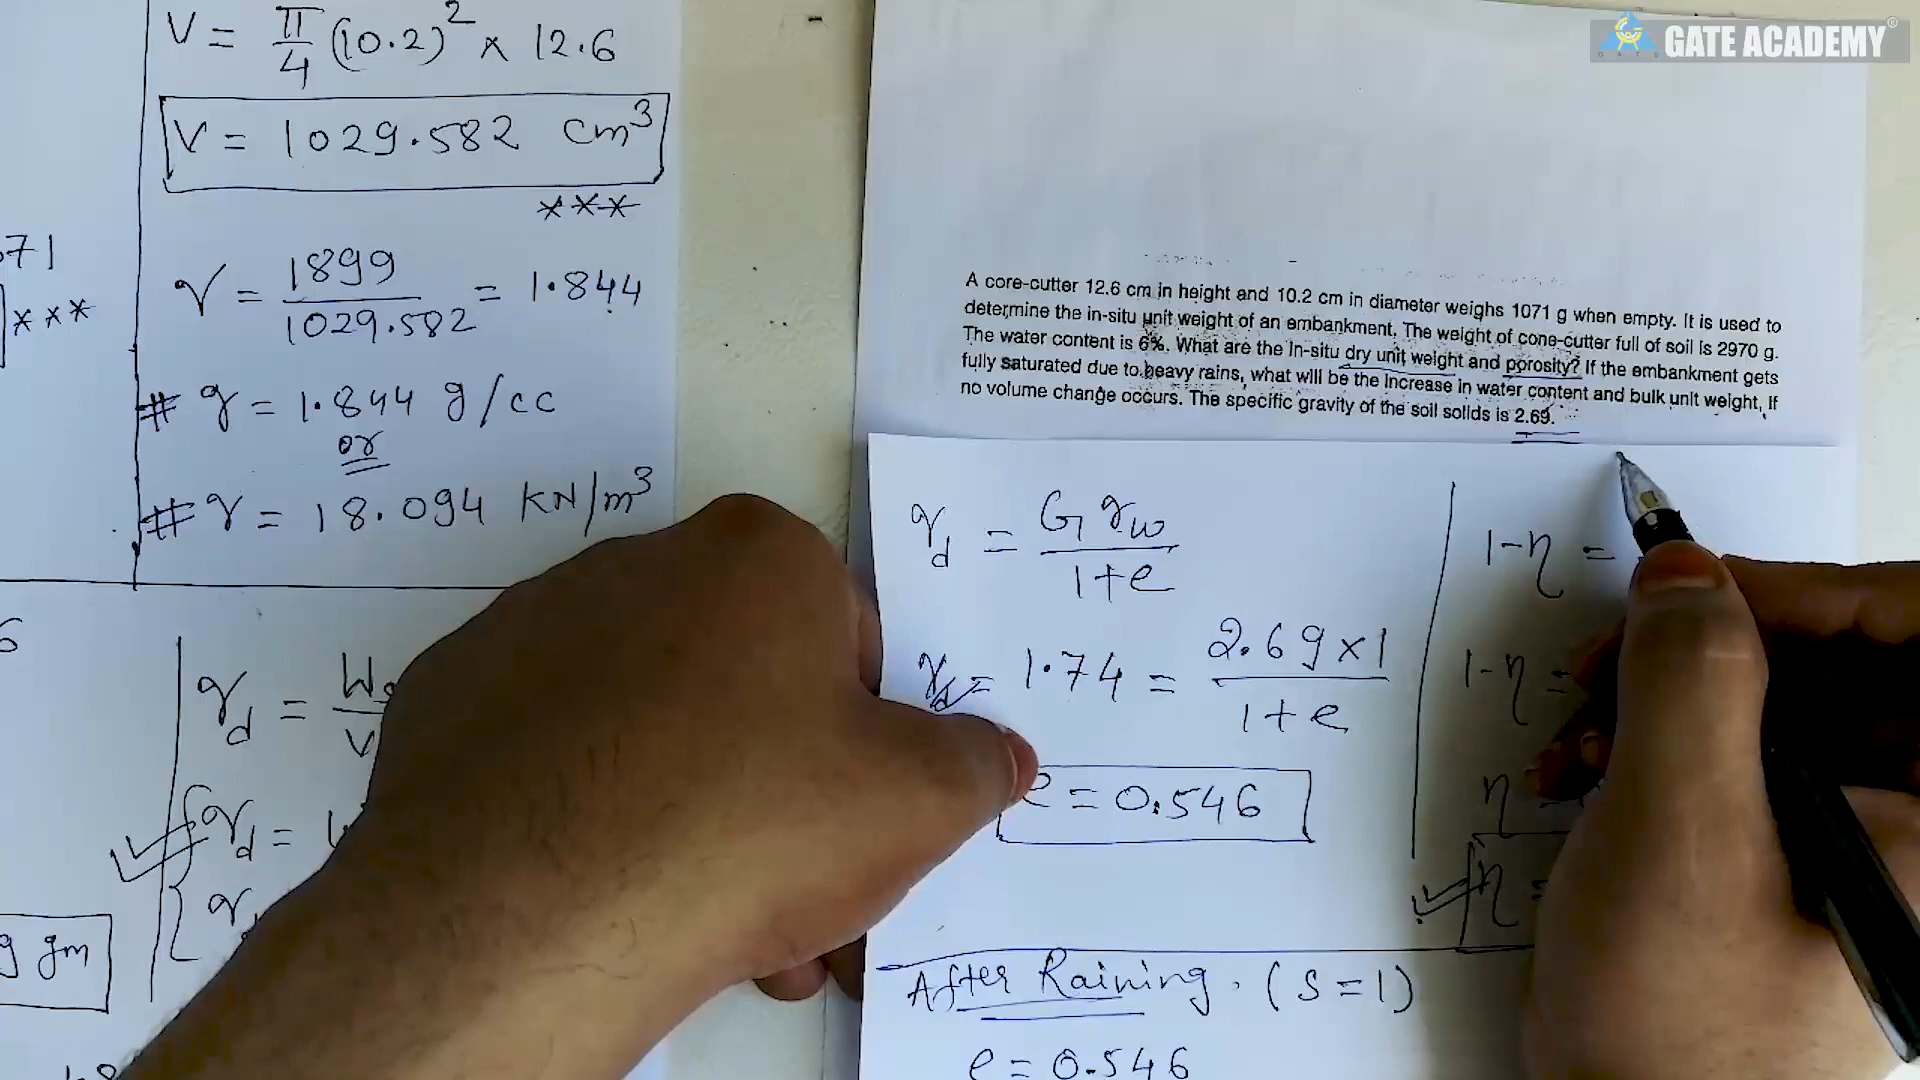 V = π/4 (10.2)² × 12.6
V = 1029.582 cm³
***
71
***
γ = 1899/1029.582 = 1.844
# γ = 1.844 g/cc
or
# γ = 18.094 KN/m³
γd =
γd =
g gm
GATE ACADEMY®
A core-cutter 12.6 cm in height and 10.2 cm in diameter weighs 1071 g when empty. It is used to
determine the in-situ unit weight of an embankment. The weight of cone-cutter full of soil is 2970 g.
The water content is 6%. What are the in-situ dry unit weight and porosity? If the embankment gets
fully saturated due to heavy rains, what will be the increase in water content and bulk unit weight, if
no volume change occurs. The specific gravity of the soil solids is 2.69.
γd = Gγw/1+e
γd = 1.74 = 2.69×1/1+e
e = 0.546
1-η =
1-η =
η
η =
After Raining. (S=1)
e = 0.546